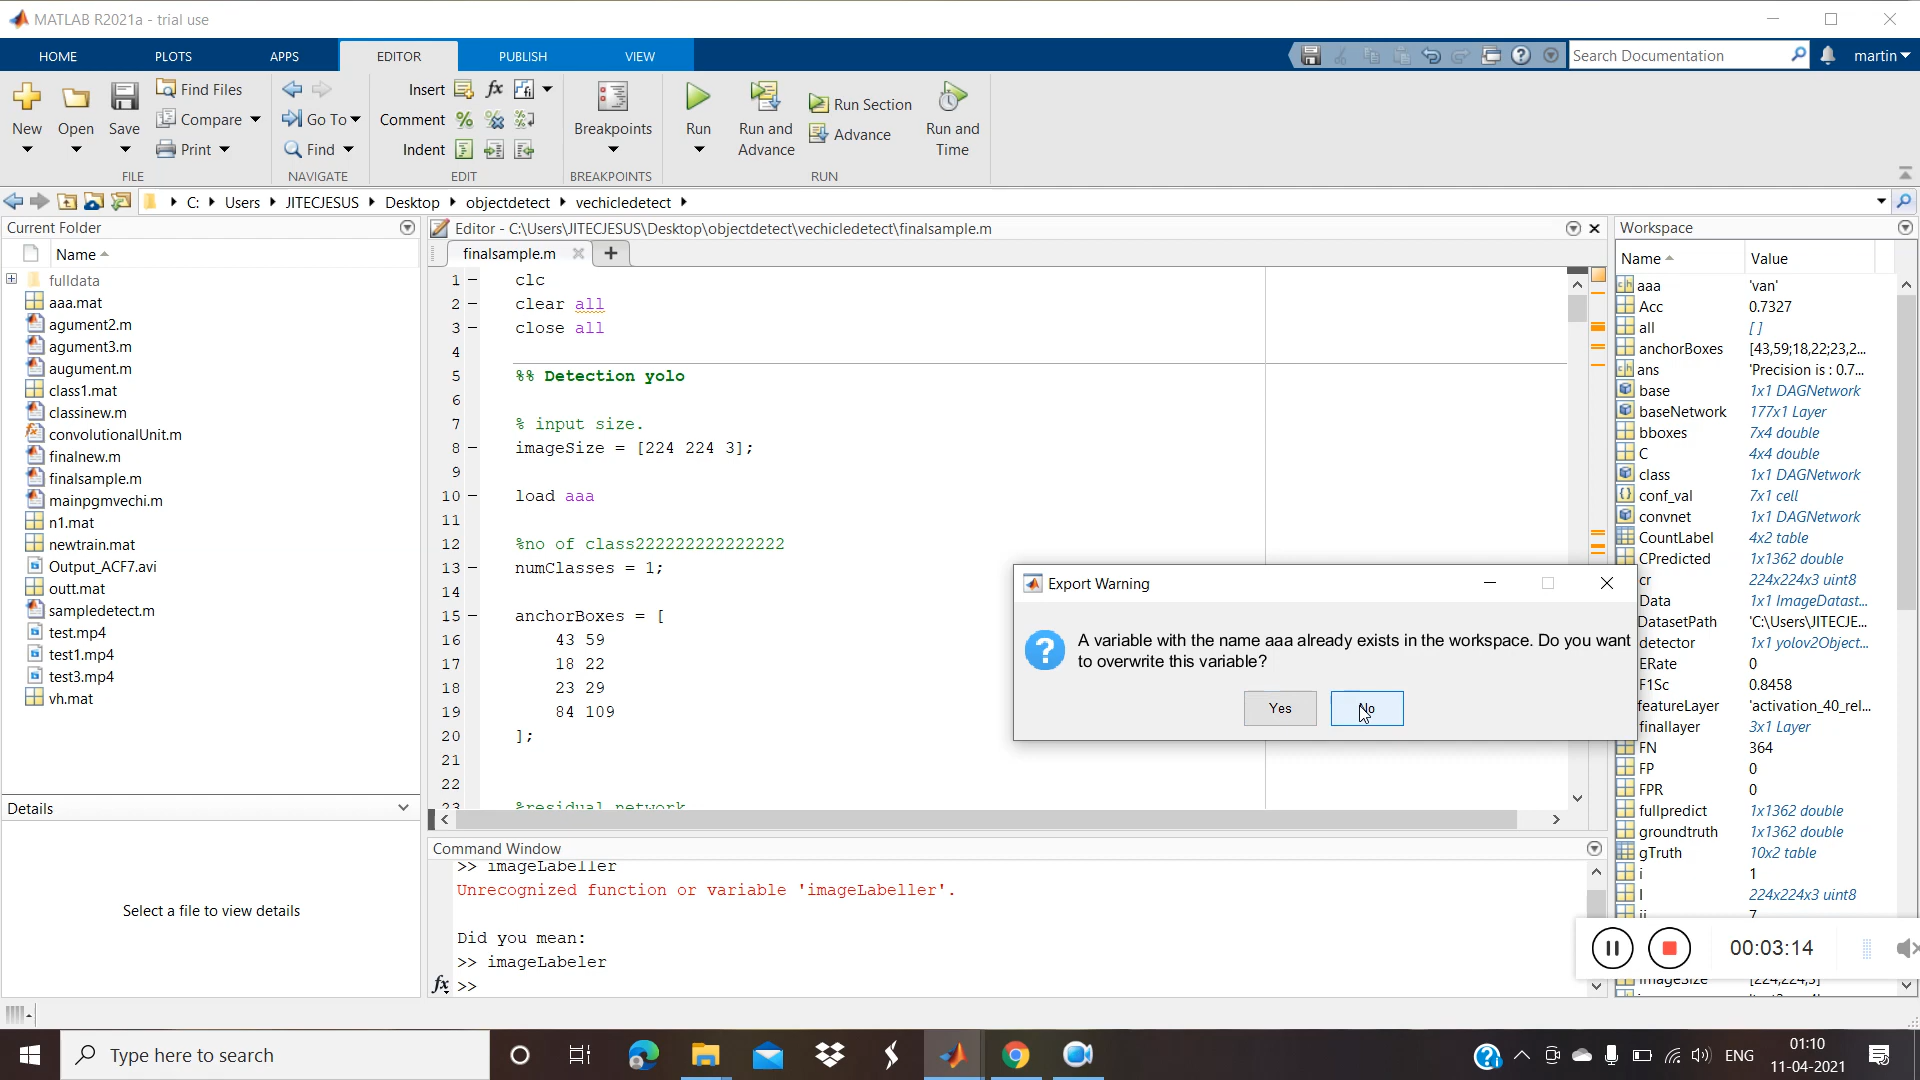 MATLAB R2021a - trial use
HOME PLOTS APPS EDITOR PUBLISH VIEW
Search Documentation
martin
New
Open
Save
Find Files
Compare
Print
FILE
Go To
Find
NAVIGATE
Insert fx
Comment
Indent
EDIT
Breakpoints
BREAKPOINTS
Run
Run and
Advance
Run Section
Advance
Run and
Time
RUN
C: Users JITECJESUS Desktop objectdetect vechicledetect
Current Folder
Name
fulldata
aaa.mat
agument2.m
agument3.m
augument.m
class1.mat
classinew.m
convolutionalUnit.m
finalnew.m
finalsample.m
mainpgmvechi.m
n1.mat
newtrain.mat
Output_ACF7.avi
outt.mat
sampledetect.m
test.mp4
test1.mp4
test3.mp4
vh.mat
Details
Select a file to view details
Editor - C:\Users\JITECJESUS\Desktop\objectdetect\vechicledetect\finalsample.m
finalsample.m
1 clc
2 clear all
3 close all
4
5 %% Detection yolo
6
7 % input size.
8 imageSize = [224 224 3];
9
10 load aaa
11
12 %no of class222222222222222
13 numClasses = 1;
14
15 anchorBoxes = [
16 43 59
17 18 22
18 23 29
19 84 109
20 ];
21
22
23 %residual network
Export Warning
A variable with the name aaa already exists in the workspace. Do you want
to overwrite this variable?
Yes
No
Command Window
>> imageLabeller
Unrecognized function or variable 'imageLabeller'.
Did you mean:
>> imageLabeler
fx >>
Workspace
Name Value
aaa 'van'
Acc 0.7327
all []
anchorBoxes [43,59;18,22;23,2...
ans 'Precision is : 0.7...
base 1x1 DAGNetwork
baseNetwork 177x1 Layer
bboxes 7x4 double
C 4x4 double
class 1x1 DAGNetwork
conf_val 7x1 cell
convnet 1x1 DAGNetwork
CountLabel 4x2 table
CPredicted 1x1362 double
cr 224x224x3 uint8
Data 1x1 ImageDatast...
DatasetPath 'C:\Users\JITECJE...
detector 1x1 yolov2Object...
ERate 0
F1Sc 0.8458
featureLayer 'activation_40_rel...
finallayer 3x1 Layer
FN 364
FP 0
FPR 0
fullpredict 1x1362 double
groundtruth 1x1362 double
gTruth 10x2 table
i 1
I 224x224x3 uint8
ii 7
imageSize [224,224,3]
00:03:14
Type here to search
ENG
01:10
11-04-2021